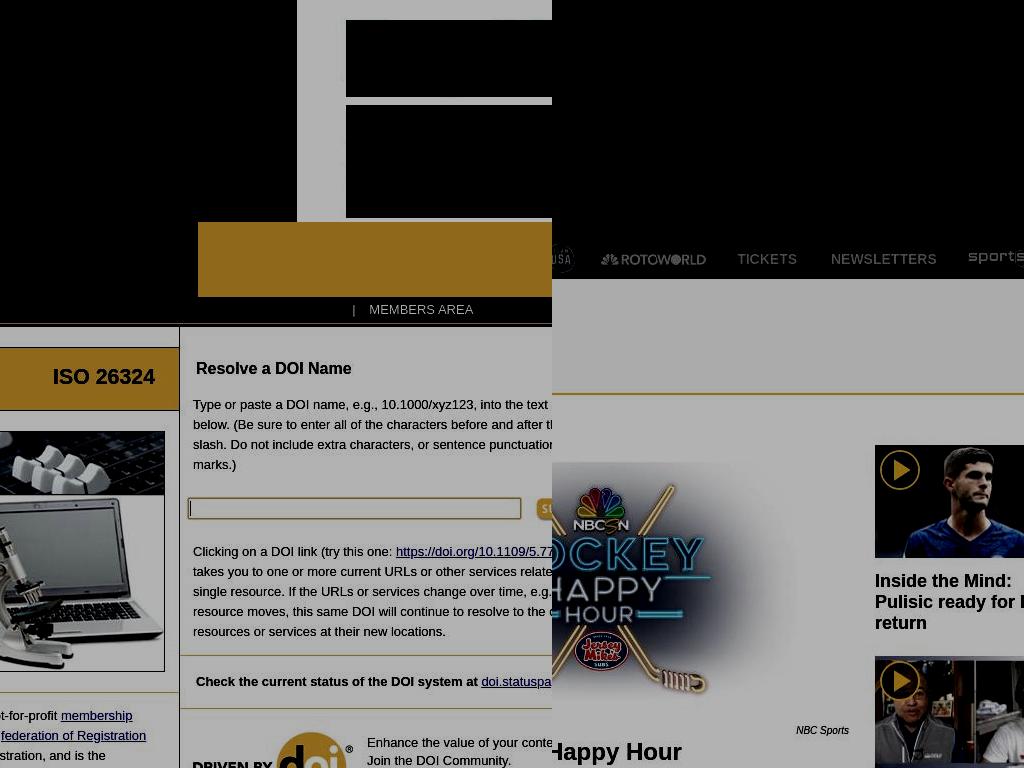 USA
ROTOWORLD
TICKETS
NEWSLETTERS
| MEMBERS AREA
ISO 26324
Resolve a DOI Name
Type or paste a DOI name, e.g., 10.1000/xyz123, into the text
below. (Be sure to enter all of the characters before and after
slash. Do not include extra characters, or sentence punctuation
marks.)
Clicking on a DOI link (try this one: https://doi.org/10.1109/5.77
takes you to one or more current URLs or other services
single resource. If the URLs or services change over time, e.g.
resource moves, this same DOI will continue to resolve to the
resources or services at their new locations.
Check the current status of the DOI system at doi.statuspa
membership
federation of Registration
stration, and is the
DRIVEN BY doi®
Enhance the value of your
Join the DOI Community.
NBCSN
OCKEY
HAPPY
HOUR
Jersey
Mike's
SUBS
NBC Sports
Happy Hour
Inside the Mind:
Pulisic ready for
return